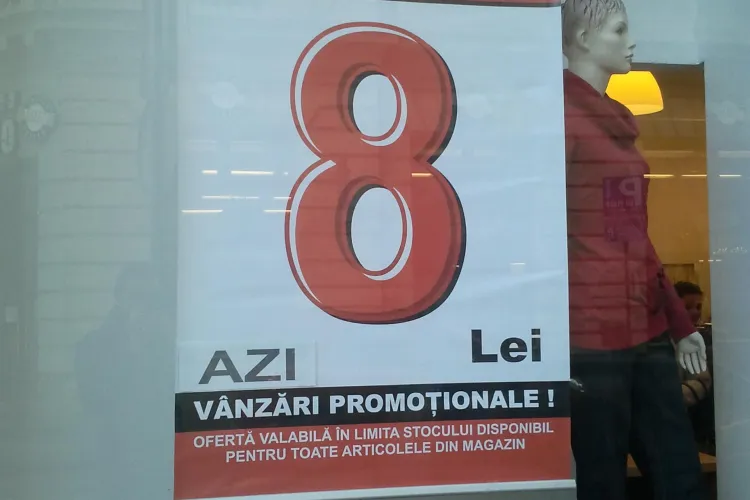 8
Lei
AZI
VÂNZĂRI PROMOȚIONALE !
OFERTĂ VALABILĂ ÎN LIMITA STOCULUI DISPONIBIL
PENTRU TOATE ARTICOLELE DIN MAGAZIN